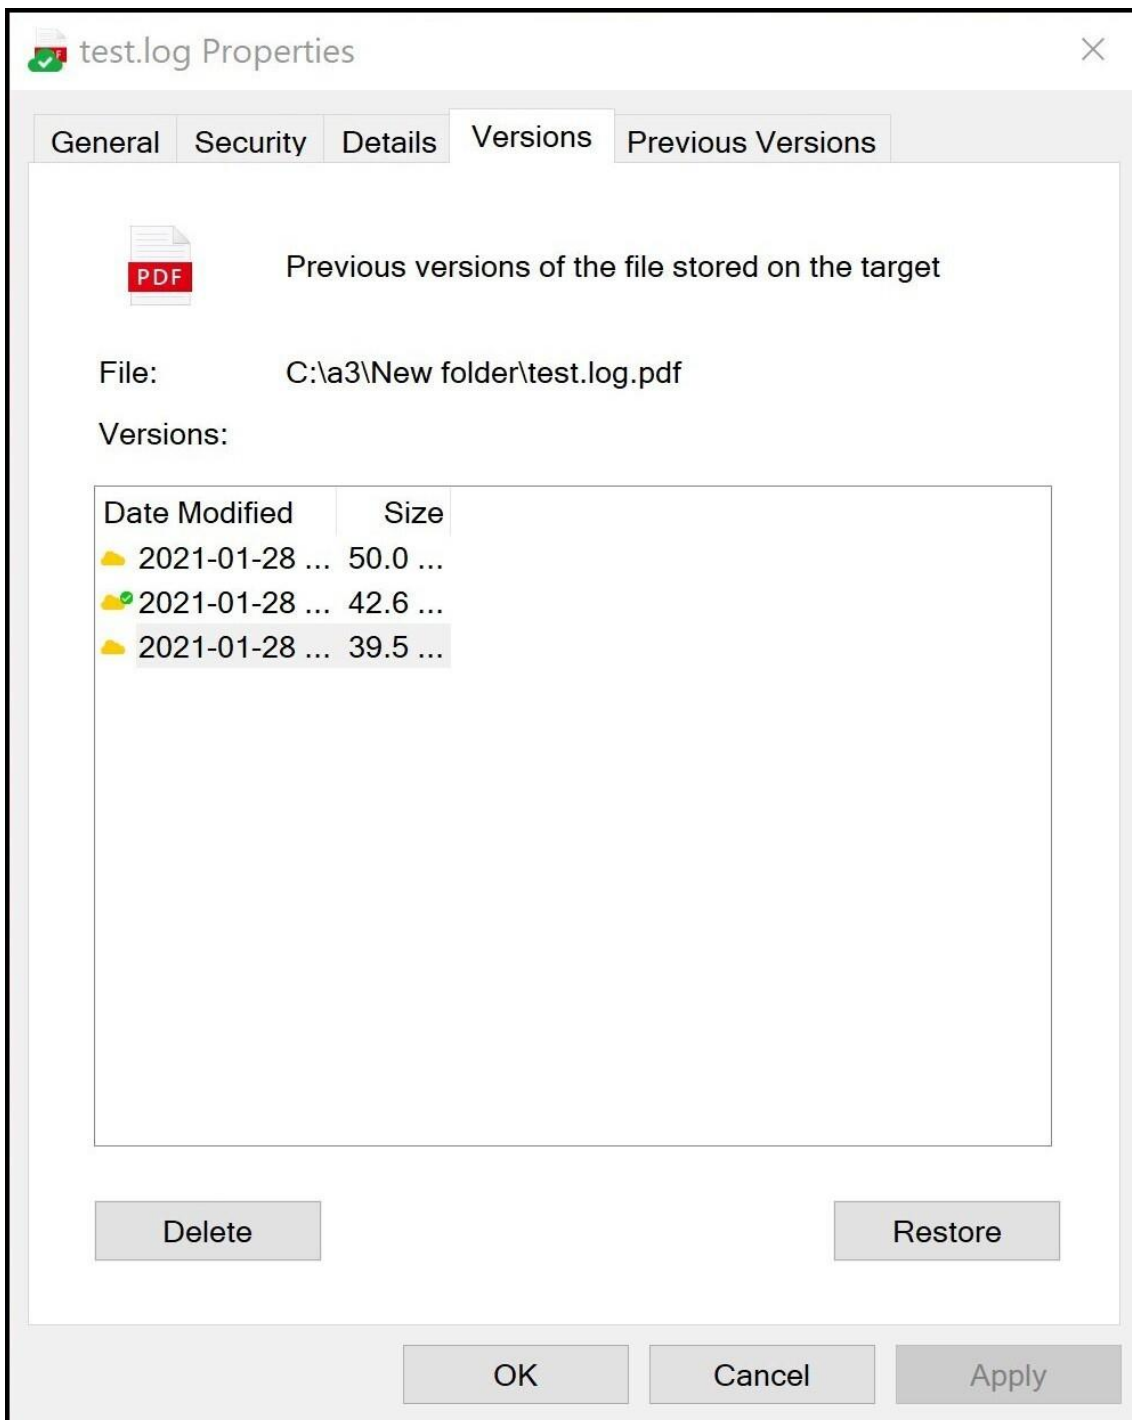 test.log Properties
General Security Details Versions Previous Versions
PDF Previous versions of the file stored on the target
File: C:\a3\New folder\test.log.pdf
Versions:
Date Modified Size
2021-01-28 ... 50.0 ...
2021-01-28 ... 42.6 ...
2021-01-28 ... 39.5 ...
Delete Restore
OK Cancel Apply